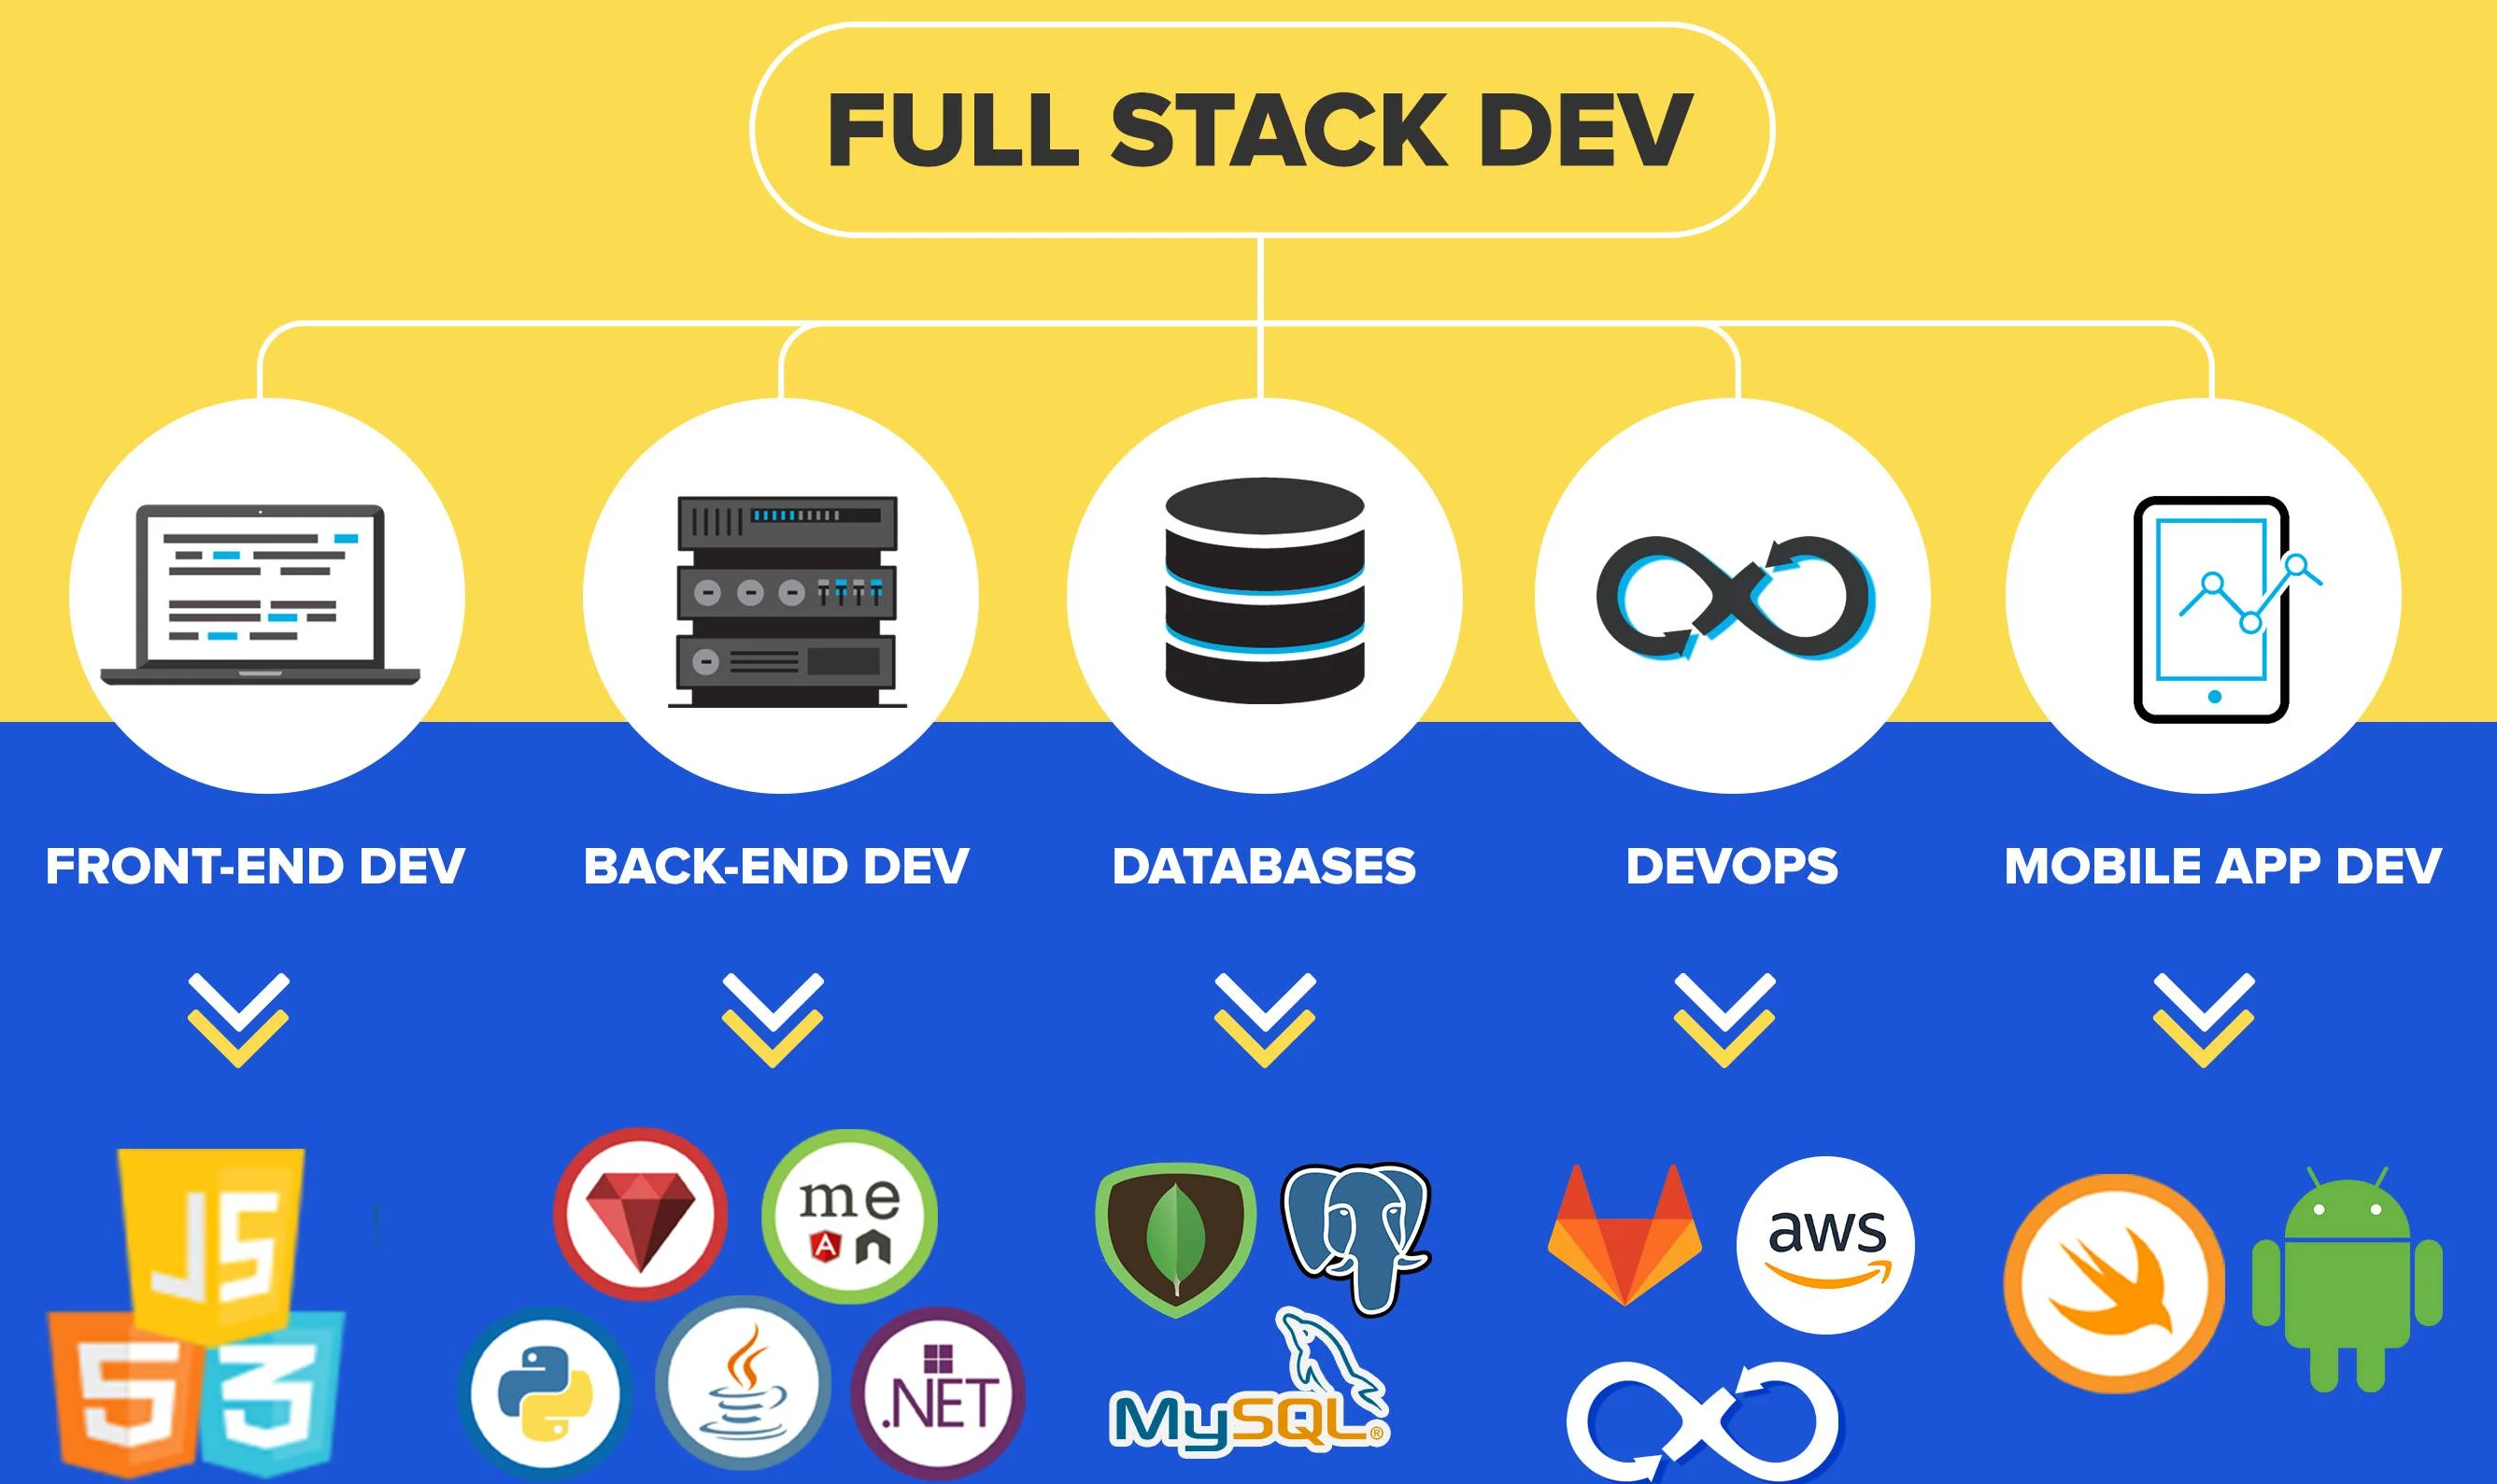 FULL STACK DEV
FRONT-END DEV
BACK-END DEV
DATABASES
DEVOPS
MOBILE APP DEV
JS
5
3
me
A n
.NET
MySQL®
aws